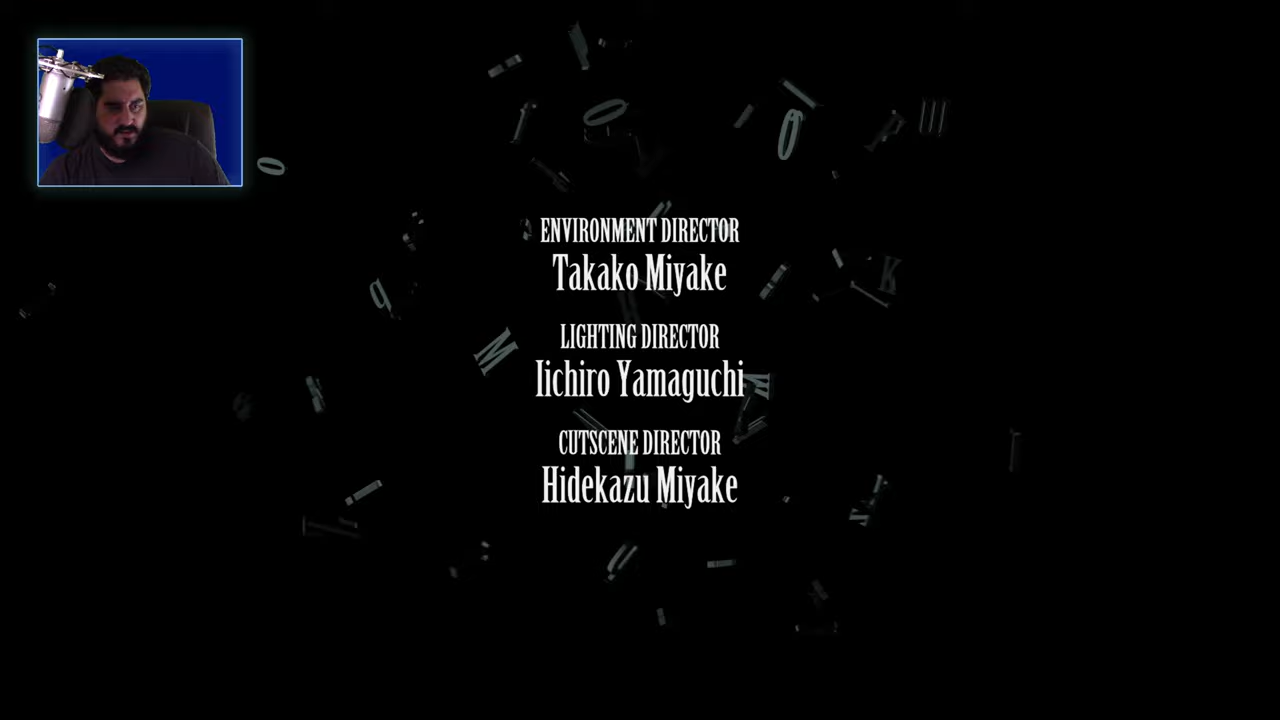 ENVIRONMENT DIRECTOR
Takako Miyake
LIGHTING DIRECTOR
Iichiro Yamaguchi
CUTSCENE DIRECTOR
Hidekazu Miyake